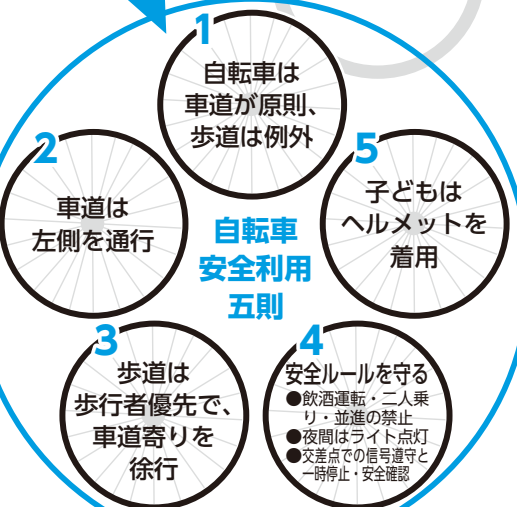 自転車
安全利用
五則
1
自転車は
車道が原則、
歩道は例外
2
車道は
左側を通行
3
歩道は
歩行者優先で、
車道寄りを
徐行
4
安全ルールを守る
●飲酒運転・二人乗
り・並進の禁止
●夜間はライト点灯
●交差点での信号遵守と
一時停止・安全確認
5
子どもは
ヘルメットを
着用